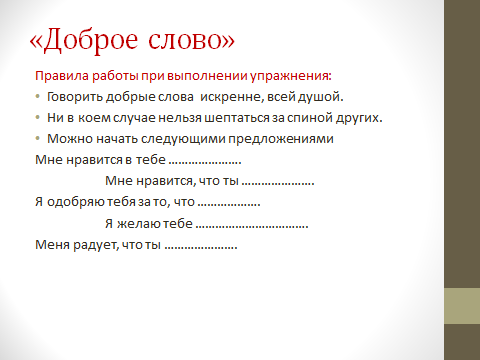 «Доброе слово»
Правила работы при выполнении упражнения:
• Говорить добрые слова искренне, всей душой.
• Ни в коем случае нельзя шептаться за спиной других.
• Можно начать следующими предложениями
Мне нравится в тебе ………………….
Мне нравится, что ты ………………….
Я одобряю тебя за то, что ……………….
Я желаю тебе …………………………….
Меня радует, что ты ………………….